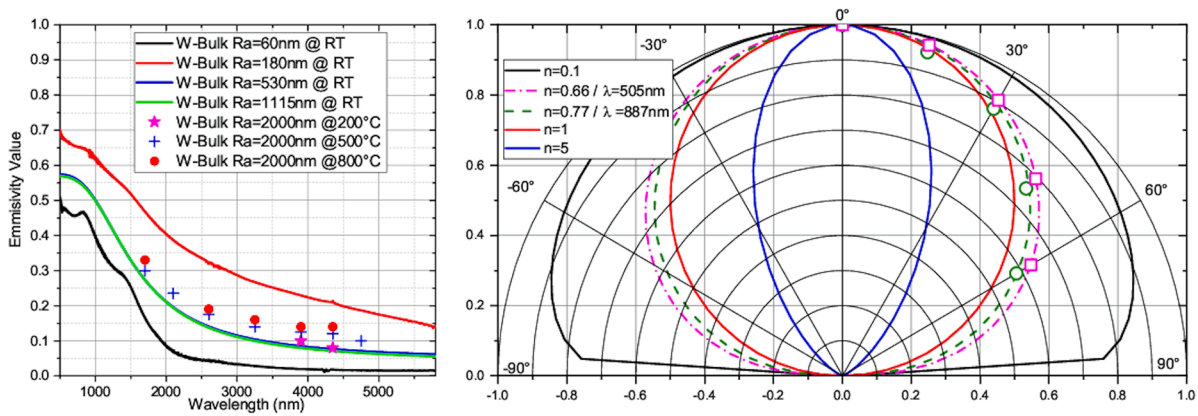 W-Bulk Ra=60nm @ RT
W-Bulk Ra=180nm @ RT
W-Bulk Ra=530nm @ RT
W-Bulk Ra=1115nm @ RT
W-Bulk Ra=2000nm @200°C
W-Bulk Ra=2000nm @500°C
W-Bulk Ra=2000nm @800°C
Emmisivity Value
1.0
0.9
0.8
0.7
0.6
0.5
0.4
0.3
0.2
0.1
0.0
1000 2000 3000 4000 5000
Wavelength (nm)
0°
-30° 30°
-60° 60°
-90° 90°
n=0.1
n=0.66 / λ=505nm
n=0.77 / λ =887nm
n=1
n=5
1.0
0.8
0.6
0.4
0.2
0.0
-1.0 -0.8 -0.6 -0.4 -0.2 0.0 0.2 0.4 0.6 0.8 1.0